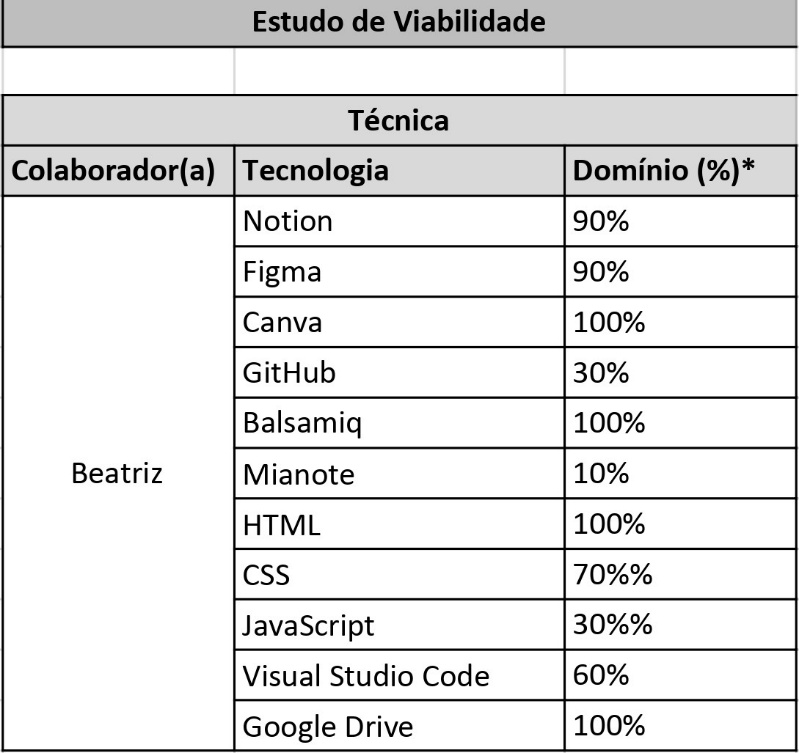 Estudo de Viabilidade
Técnica
Colaborador(a) Tecnologia Domínio (%)*
Notion 90%
Figma 90%
Canva 100%
GitHub 30%
Balsamiq 100%
Beatriz Mianote 10%
HTML 100%
CSS 70%%
JavaScript 30%%
Visual Studio Code 60%
Google Drive 100%